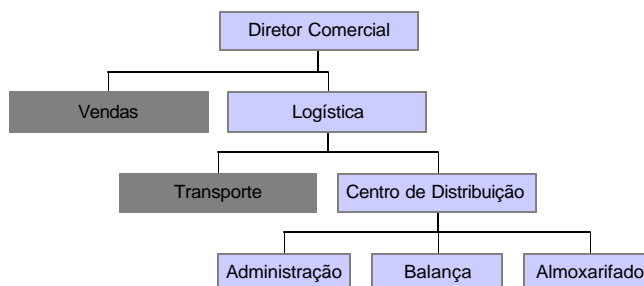 Diretor Comercial
Vendas
Logística
Transporte
Centro de Distribuição
Administração
Balança
Almoxarifado